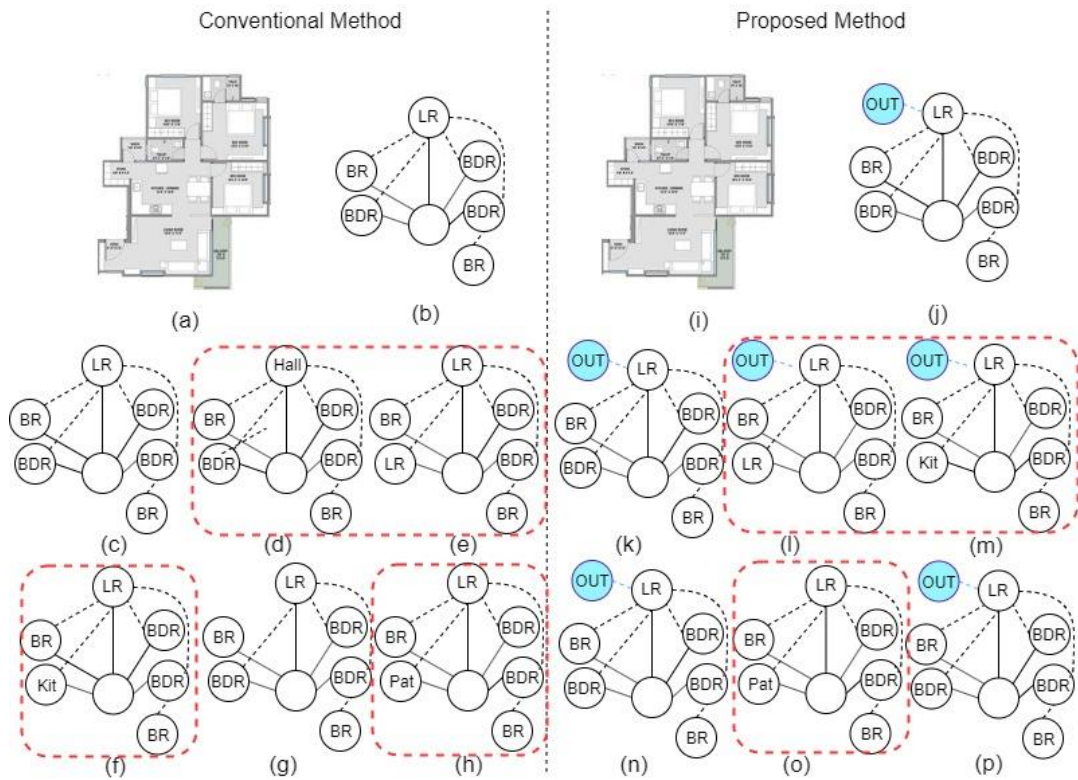 Conventional Method
Proposed Method
LR
BR
BDR
BDR
BDR
BR
OUT
LR
BR
BDR
BDR
BDR
BR
(a)
(b)
(i)
(j)
LR
BR
BDR
BDR
BDR
BR
Hall
BR
BDR
BDR
BDR
BR
LR
BR
BDR
LR
BDR
BR
OUT
LR
BR
BDR
BDR
BDR
BR
OUT
LR
BR
BDR
LR
BDR
BR
OUT
LR
BR
BDR
Kit
BDR
BR
(c)
(d)
(e)
(k)
(l)
(m)
LR
BR
BDR
Kit
BDR
BR
LR
BR
BDR
BDR
BDR
BR
LR
BR
BDR
Pat
BDR
BR
OUT
LR
BR
BDR
BDR
BDR
BR
LR
BR
BDR
Pat
BDR
BR
OUT
LR
BR
BDR
BDR
BDR
BR
(f)
(g)
(h)
(n)
(o)
(p)